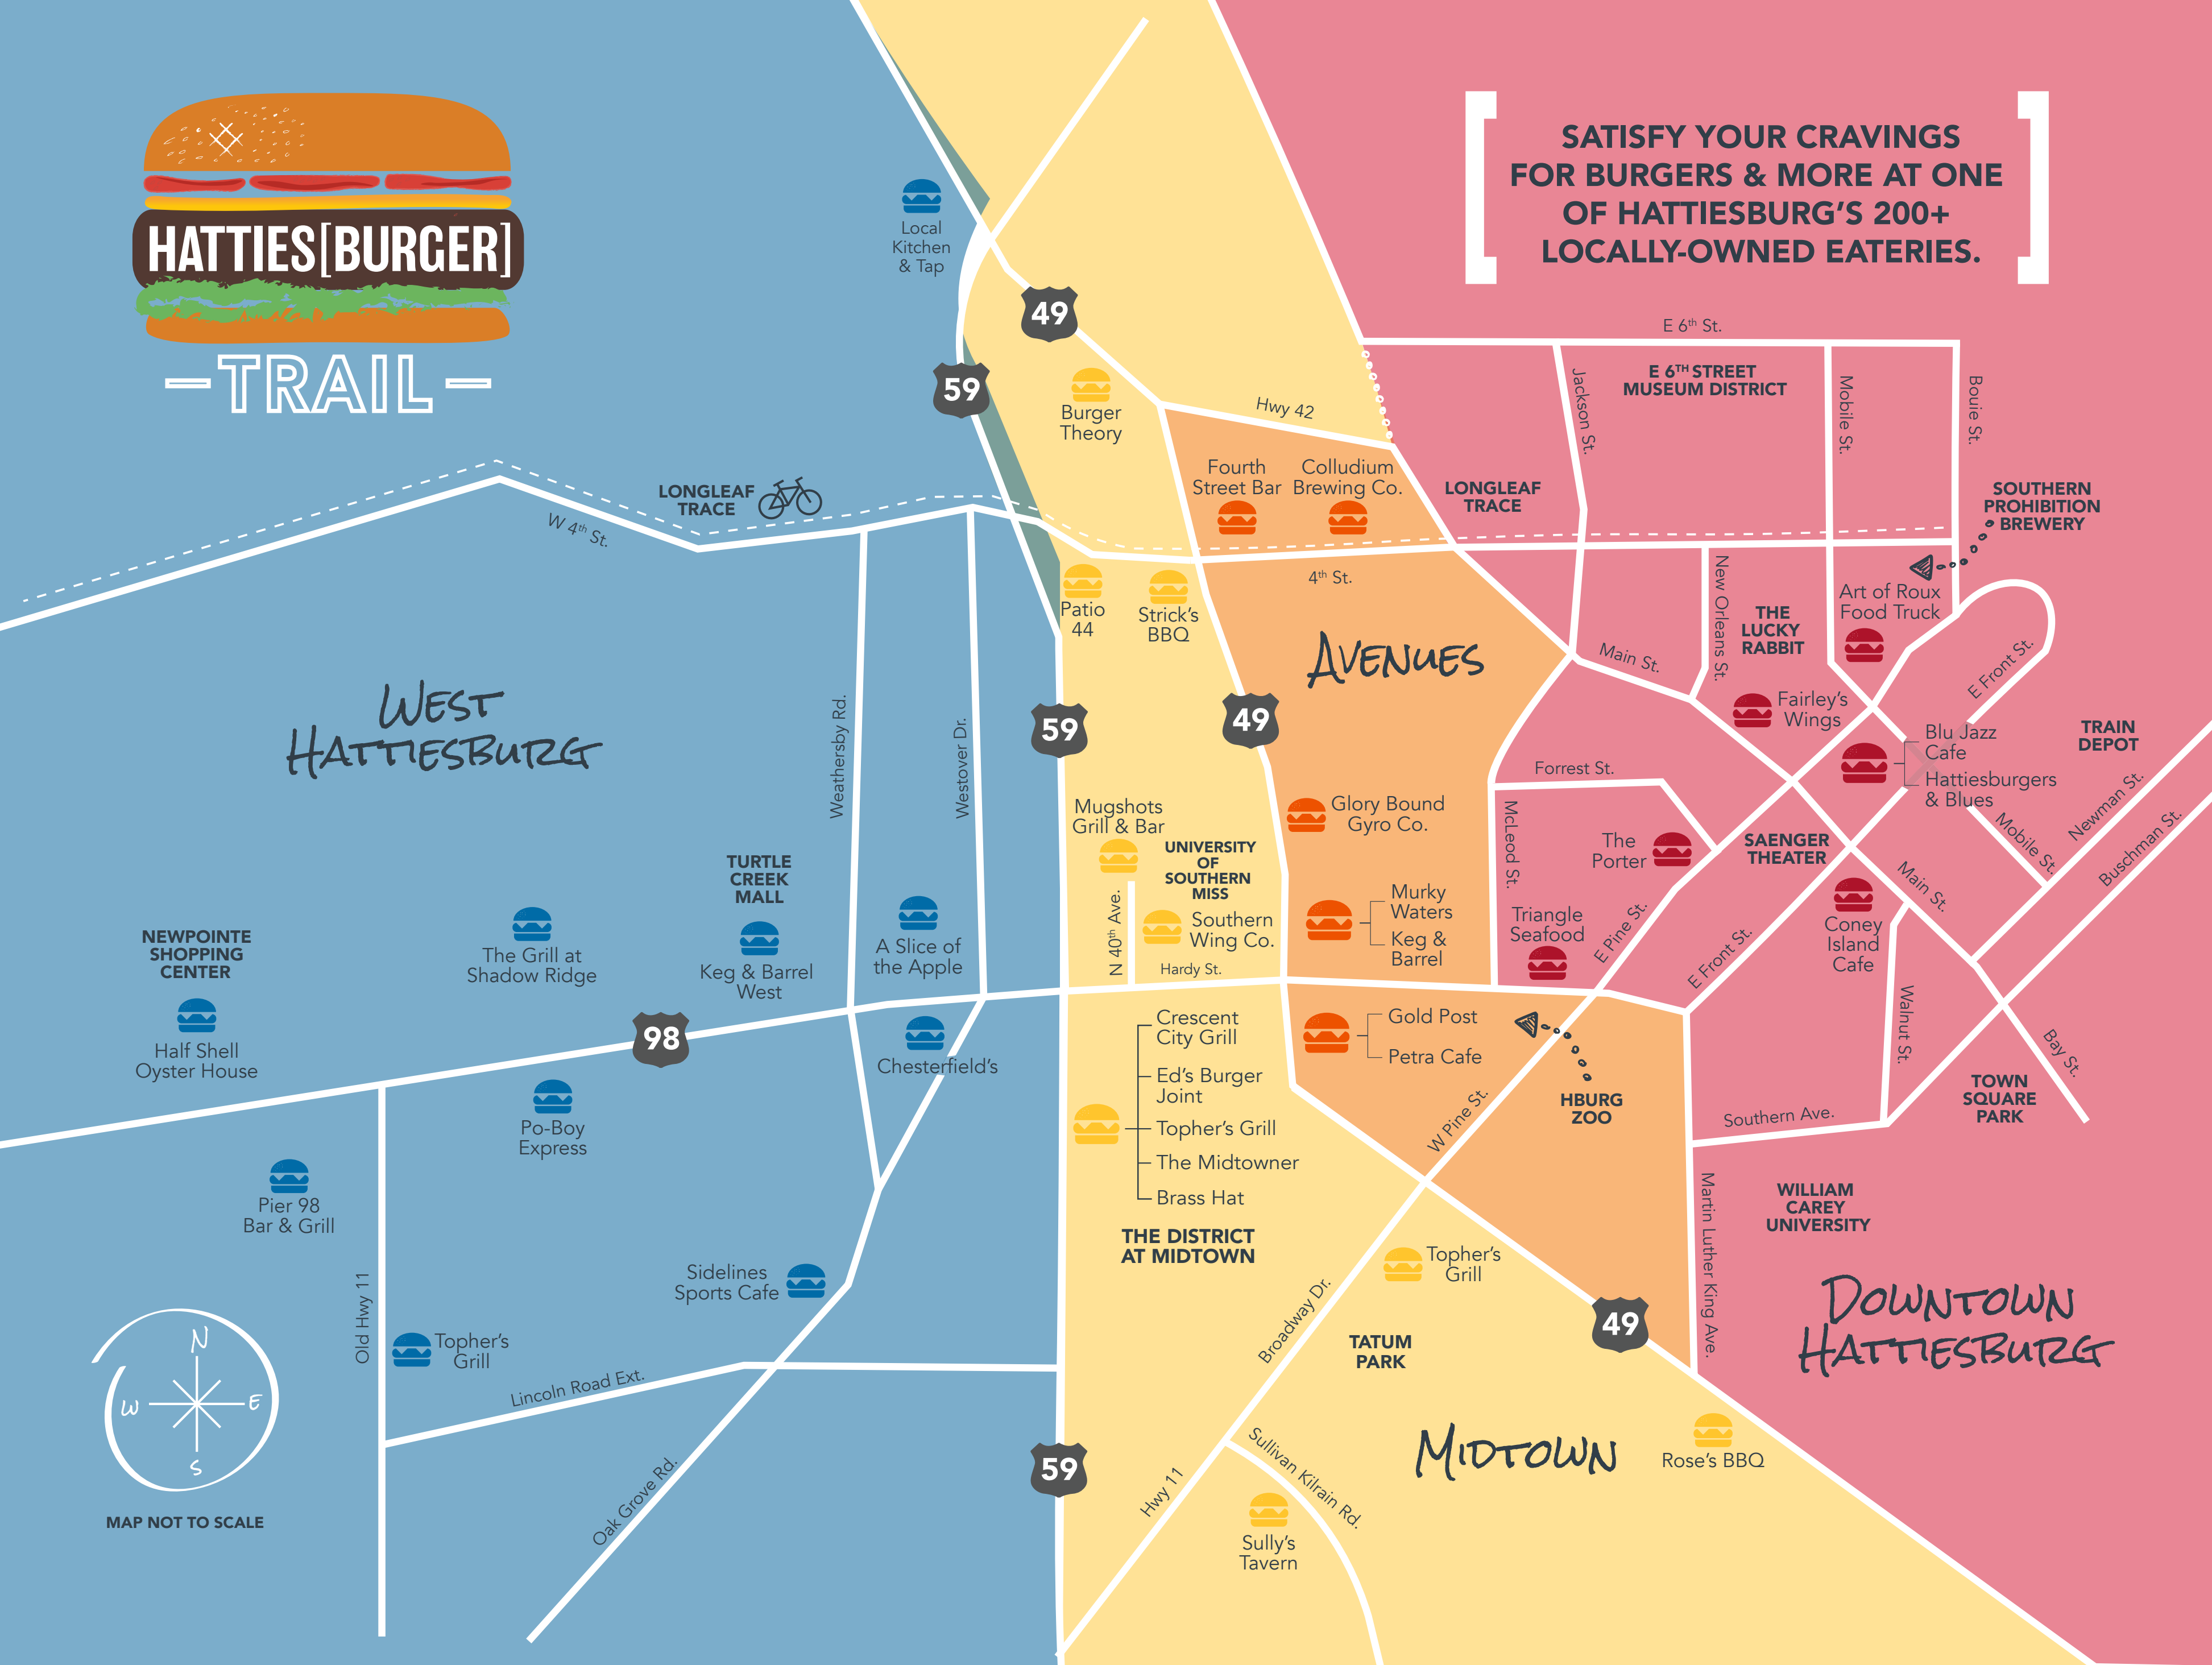 HATTIES[BURGER]
–TRAIL–
SATISFY YOUR CRAVINGS
FOR BURGERS & MORE AT ONE
OF HATTIESBURG'S 200+
LOCALLY-OWNED EATERIES.
Local
Kitchen
& Tap
49
59
Burger
Theory
Hwy 42
E 6th St.
E 6TH STREET
MUSEUM DISTRICT
Jackson St.
Mobile St.
Bouie St.
Fourth
Street Bar
Colludium
Brewing Co.
LONGLEAF
TRACE
LONGLEAF
TRACE
SOUTHERN
PROHIBITION
BREWERY
W 4th St.
4th St.
Patio
44
Strick's
BBQ
Art of Roux
Food Truck
New Orleans St.
THE
LUCKY
RABBIT
AVENUES
Main St.
E Front St.
WEST
HATTIESBURG
Weathersby Rd.
Westover Dr.
59
49
Fairley's
Wings
Blu Jazz
Cafe
Hattiesburgers
& Blues
TRAIN
DEPOT
Forrest St.
Newman St.
Buschman St.
Mobile St.
Mugshots
Grill & Bar
Glory Bound
Gyro Co.
McLeod St.
The
Porter
SAENGER
THEATER
Main St.
UNIVERSITY
OF
SOUTHERN
MISS
TURTLE
CREEK
MALL
N 40th Ave.
Southern
Wing Co.
Murky
Waters
Keg &
Barrel
Triangle
Seafood
E Pine St.
E Front St.
Coney
Island
Cafe
NEWPOINTE
SHOPPING
CENTER
The Grill at
Shadow Ridge
Keg & Barrel
West
A Slice of
the Apple
Hardy St.
Walnut St.
Bay St.
Half Shell
Oyster House
98
Chesterfield's
Crescent
City Grill
Ed's Burger
Joint
Topher's Grill
The Midtowner
Brass Hat
Gold Post
Petra Cafe
HBURG
ZOO
W Pine St.
TOWN
SQUARE
PARK
Southern Ave.
Po-Boy
Express
Pier 98
Bar & Grill
THE DISTRICT
AT MIDTOWN
Martin Luther King Ave.
WILLIAM
CAREY
UNIVERSITY
Topher's
Grill
Sidelines
Sports Cafe
Old Hwy 11
Topher's
Grill
Broadway Dr.
TATUM
PARK
49
DOWNTOWN
HATTIESBURG
N
W
E
S
Lincoln Road Ext.
MIDTOWN
Rose's BBQ
59
Hwy 11
Sullivan Kilrain Rd.
Oak Grove Rd.
MAP NOT TO SCALE
Sully's
Tavern